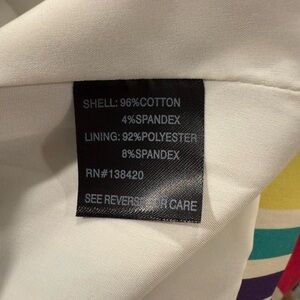 SHELL: 96%COTTON
4%SPANDEX
LINING: 92%POLYESTER
8%SPANDEX
RN#138420
SEE REVERSE FOR CARE